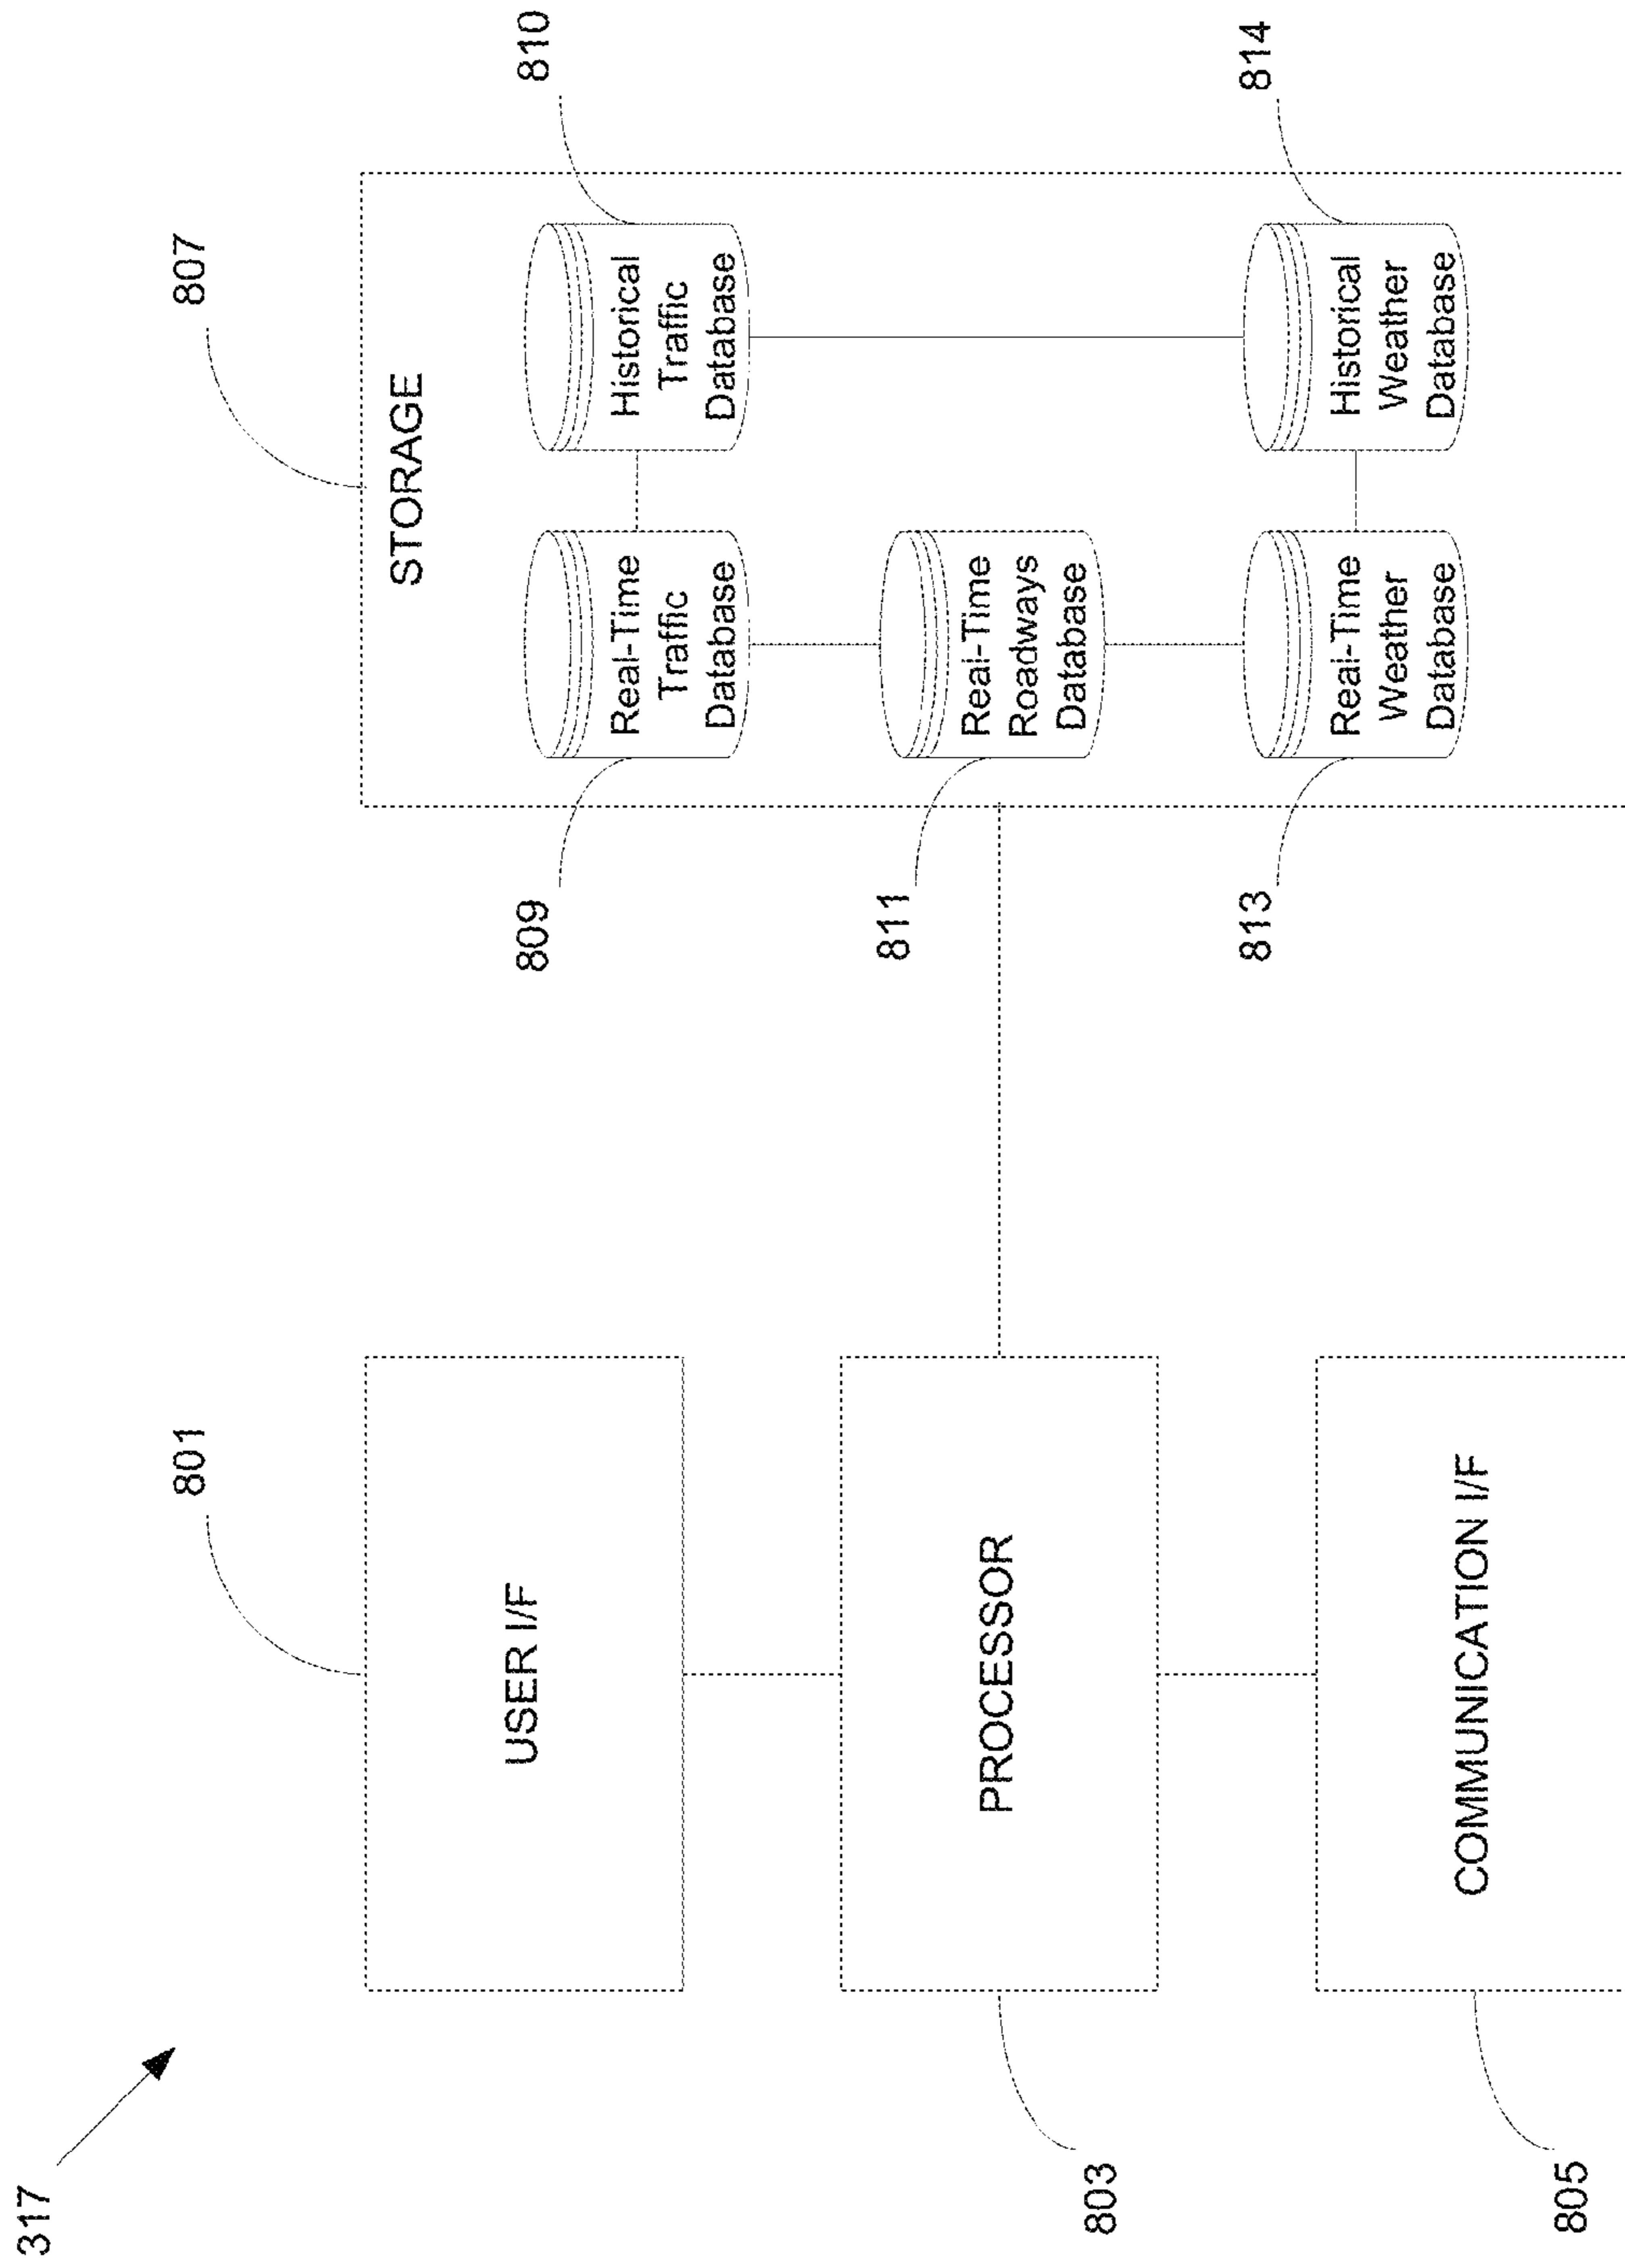 317
801
USER I/F
PROCESSOR
803
COMMUNICATION I/F
805
807
STORAGE
Real-Time
Traffic
Database
809
Historical
Traffic
Database
810
Real-Time
Roadways
Database
811
Real-Time
Weather
Database
813
Historical
Weather
Database
814